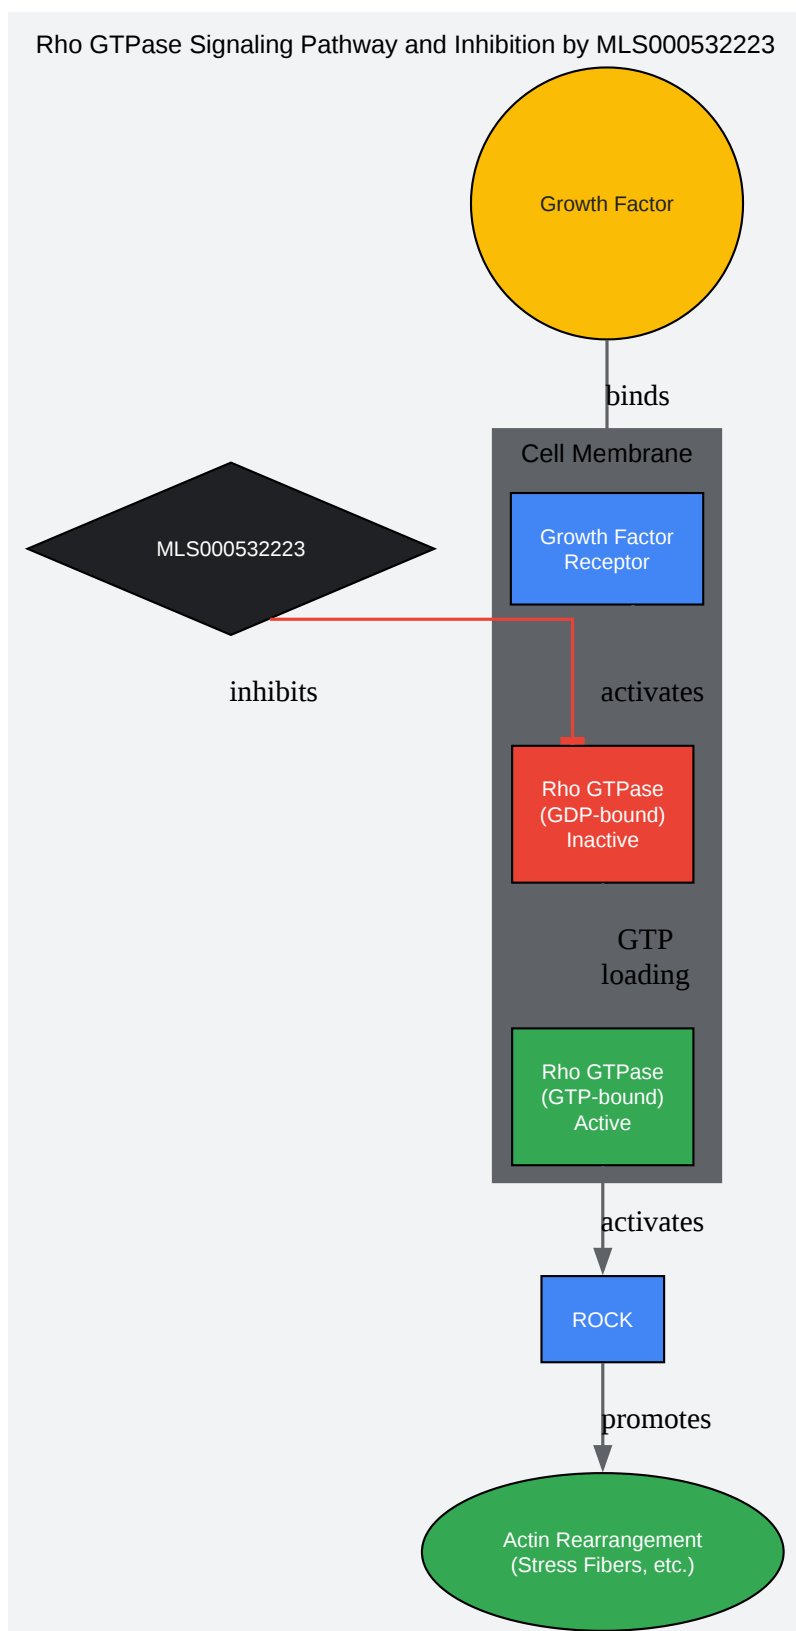 Rho GTPase Signaling Pathway and Inhibition by MLS000532223
Growth Factor
binds
Cell Membrane
MLS000532223
Growth Factor
Receptor
inhibits
activates
Rho GTPase
(GDP-bound)
Inactive
GTP
loading
Rho GTPase
(GTP-bound)
Active
activates
ROCK
promotes
Actin Rearrangement
(Stress Fibers, etc.)